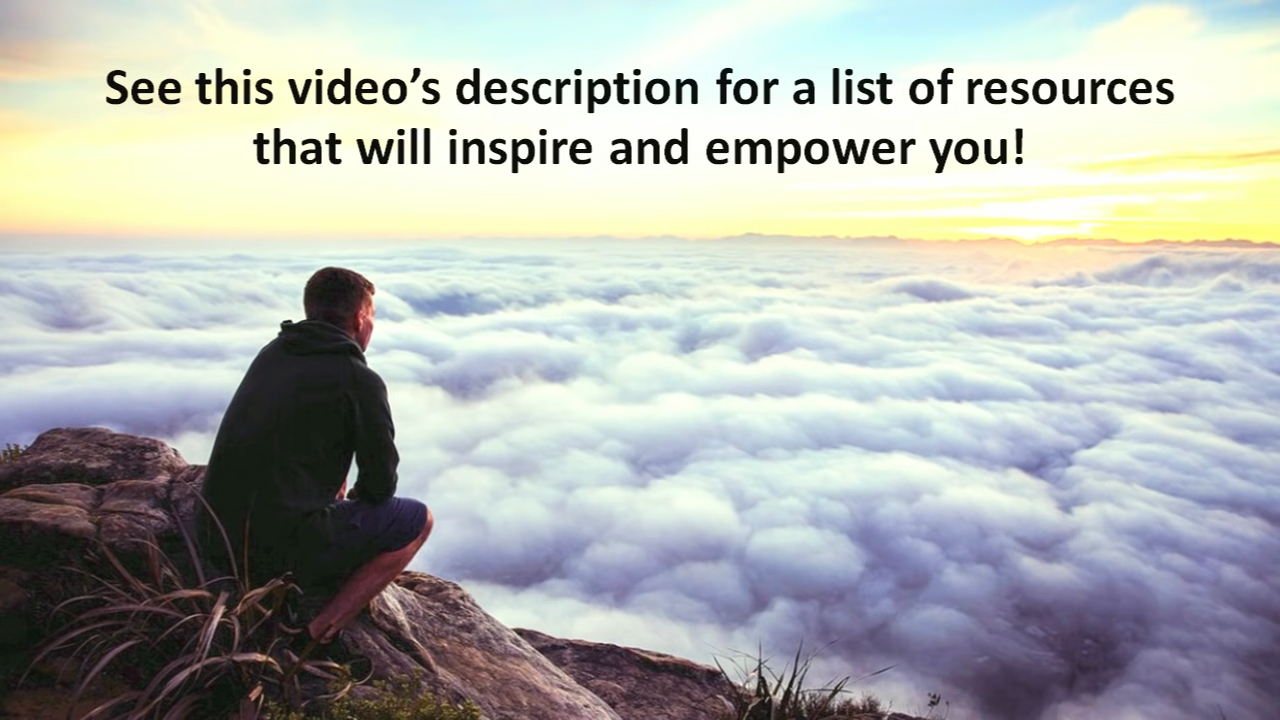 See this video’s description for a list of resources
that will inspire and empower you!